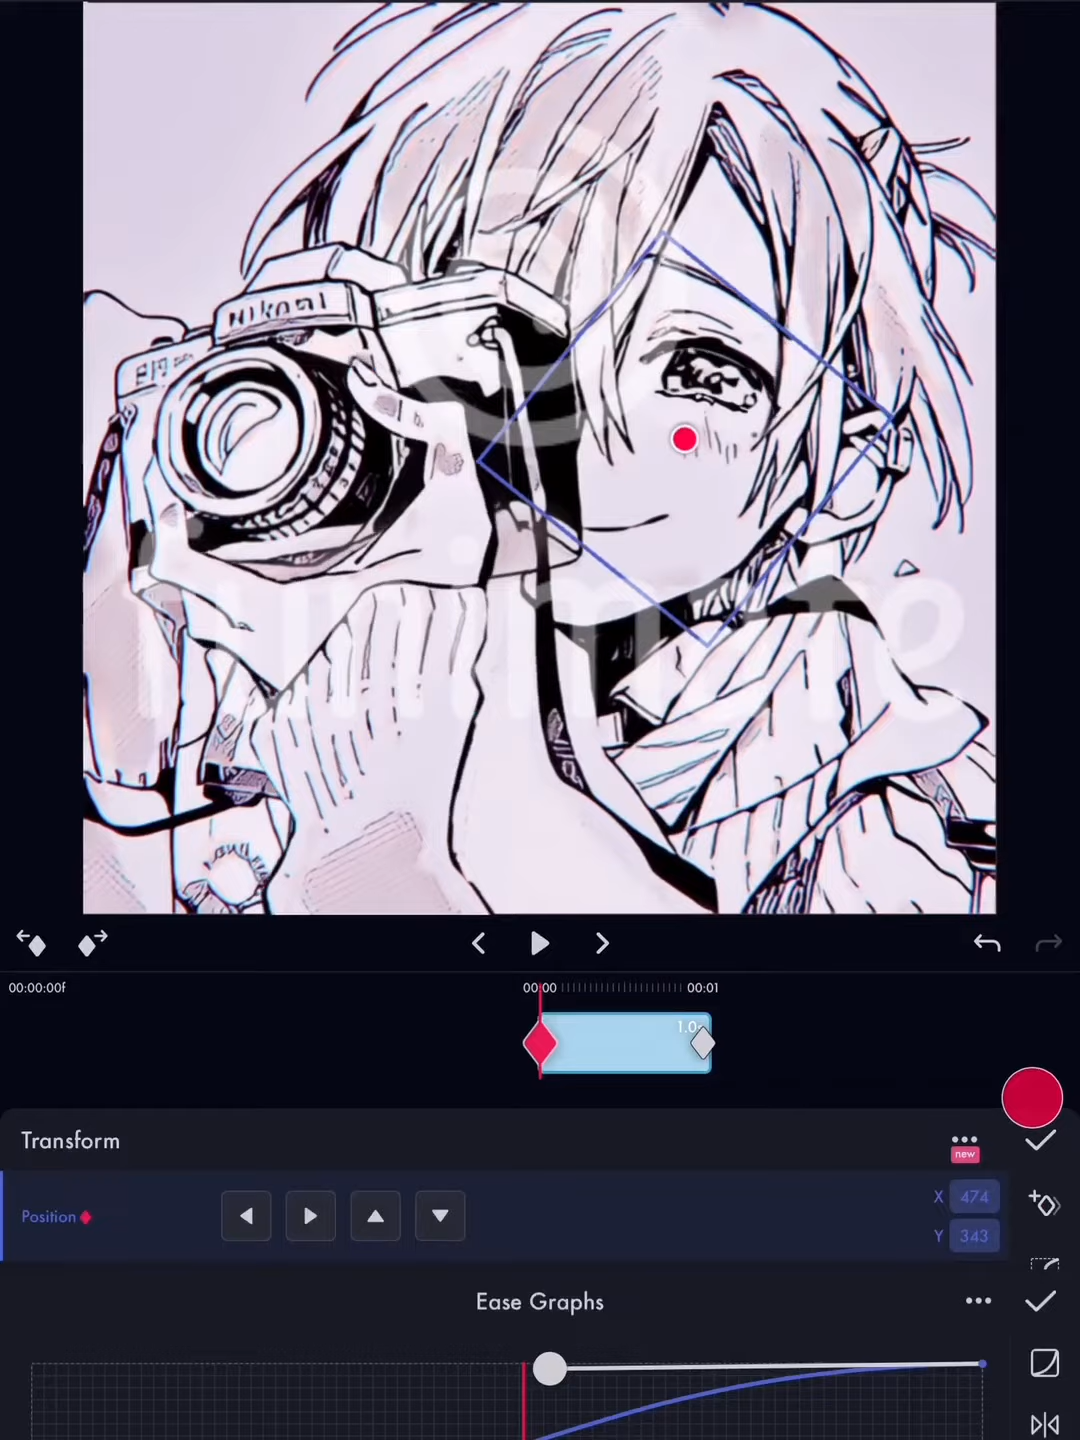 Nikon
00:00:00f
00:00
00:01
1.0
Transform
new
Position
X 474
Y 343
Ease Graphs